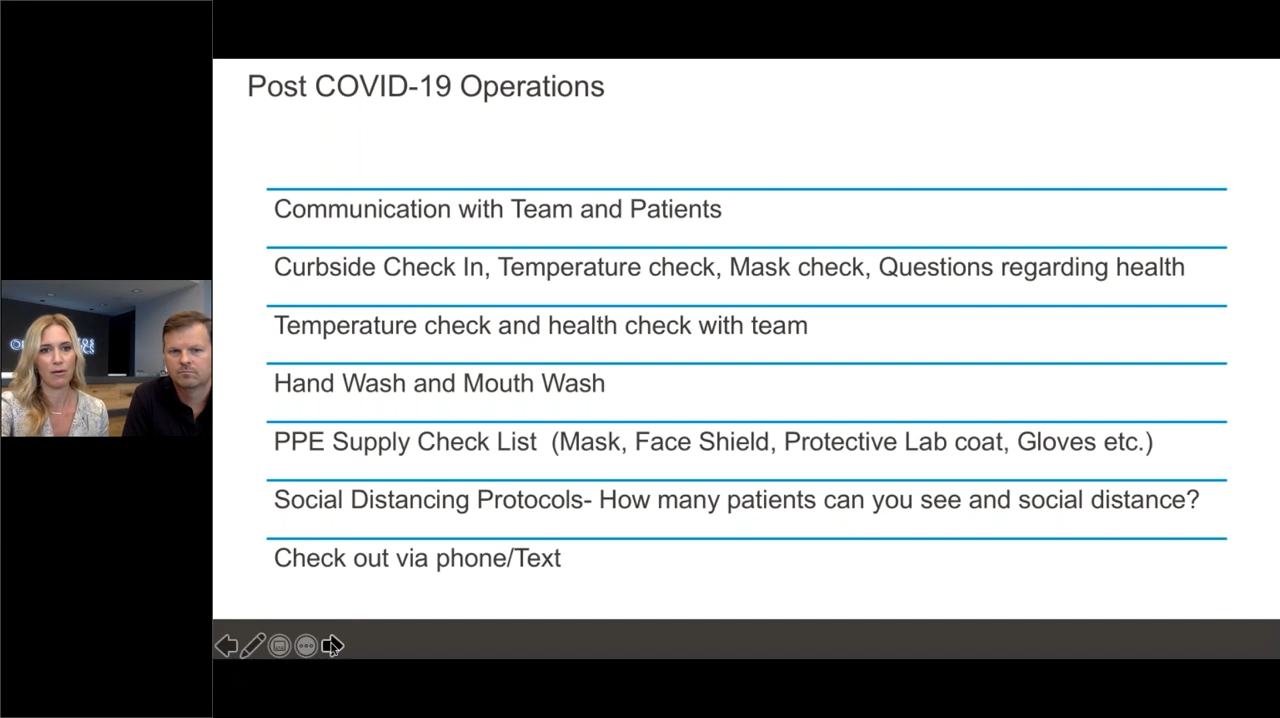 Post COVID-19 Operations
Communication with Team and Patients
Curbside Check In, Temperature check, Mask check, Questions regarding health
Temperature check and health check with team
Hand Wash and Mouth Wash
PPE Supply Check List  (Mask, Face Shield, Protective Lab coat, Gloves etc.)
Social Distancing Protocols- How many patients can you see and social distance?
Check out via phone/Text